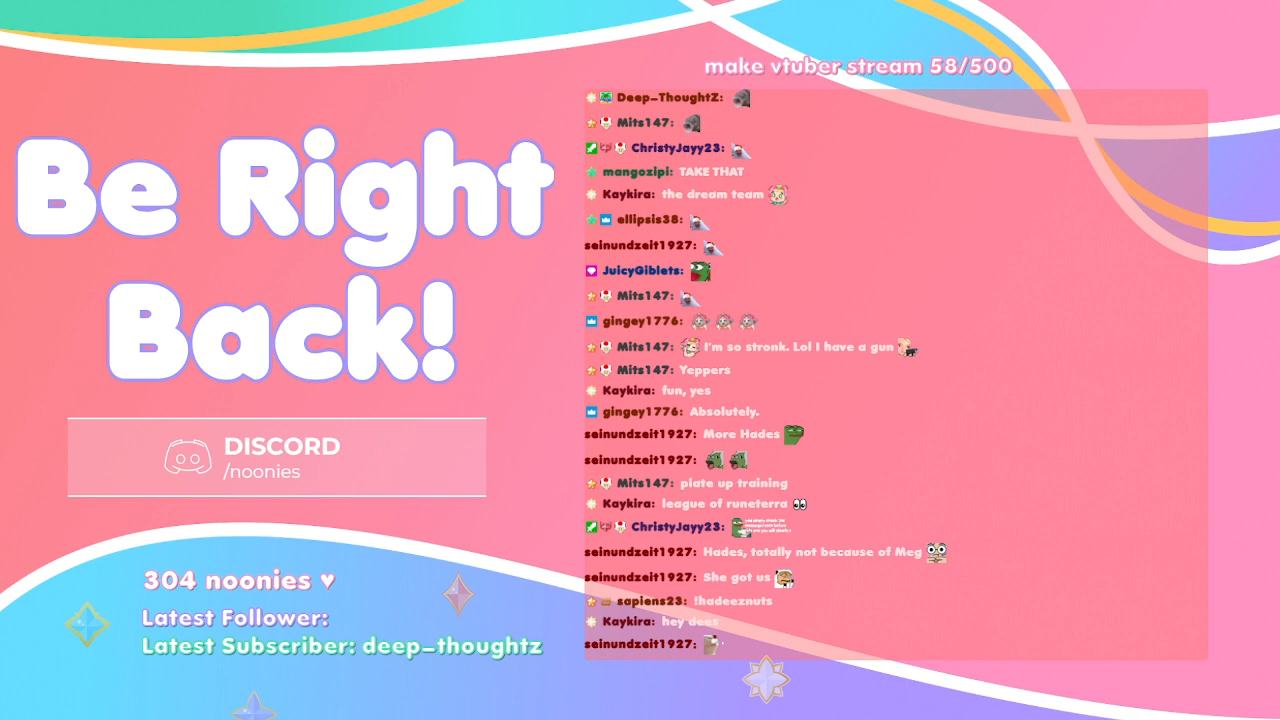 make vtuber stream 58/500
Be Right
Back!
DISCORD
/noonies
304 noonies ♥
Latest Follower:
Latest Subscriber: deep-thoughtz
Deep-ThoughtZ:
Mits147:
ChristyJayy23:
mangozipi: TAKE THAT
Kaykira: the dream team
ellipsis38:
seinundzeit1927:
JuicyGiblets:
Mits147:
gingey1776:
Mits147: I'm so stronk. Lol I have a gun
Mits147: Yeppers
Kaykira: fun, yes
gingey1776: Absolutely.
seinundzeit1927: More Hades
seinundzeit1927:
Mits147: plate up training
Kaykira: league of runeterra
ChristyJayy23:
seinundzeit1927: Hades, totally not because of Meg
seinundzeit1927: She got us
sapiens23: !hadeeznuts
Kaykira: hey dees
seinundzeit1927: